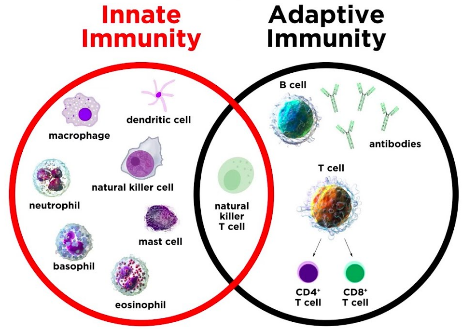 Innate
Immunity
Adaptive
Immunity
macrophage
dendritic cell
natural killer cell
neutrophil
mast cell
basophil
eosinophil
natural
killer
T cell
B cell
antibodies
T cell
CD4⁺
T cell
CD8⁺
T cell